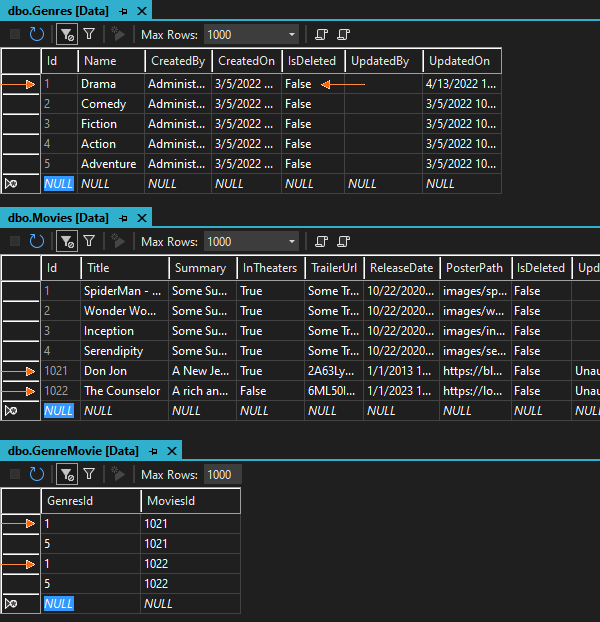 dbo.Genres [Data]
Max Rows: 1000
Id Name CreatedBy CreatedOn IsDeleted UpdatedBy UpdatedOn
1 Drama Administ... 3/5/2022 ... False 4/13/2022 1...
2 Comedy Administ... 3/5/2022 ... False 3/5/2022 10...
3 Fiction Administ... 3/5/2022 ... False 3/5/2022 10...
4 Action Administ... 3/5/2022 ... False 3/5/2022 10...
5 Adventure Administ... 3/5/2022 ... False 3/5/2022 10...
NULL NULL NULL NULL NULL NULL NULL
dbo.Movies [Data]
Max Rows: 1000
Id Title Summary InTheaters TrailerUrl ReleaseDate PosterPath IsDeleted Upd
1 SpiderMan - ... Some Su... True Some Tr... 10/22/2020... images/sp... False
2 Wonder Wo... Some Su... True Some Tr... 10/22/2020... images/w... False
3 Inception Some Su... True Some Tr... 10/22/2020... images/in... False
4 Serendipity Some Su... True Some Tr... 10/22/2020... images/se... False
1021 Don Jon A New Je... True 2A63Ly... 1/1/2013 1... https://bl... False Unau
1022 The Counselor A rich an... False 6ML50I... 1/1/2023 1... https://lo... False Unau
NULL NULL NULL NULL NULL NULL NULL NULL NULL
dbo.GenreMovie [Data]
Max Rows: 1000
GenresId MoviesId
1 1021
5 1021
1 1022
5 1022
NULL NULL